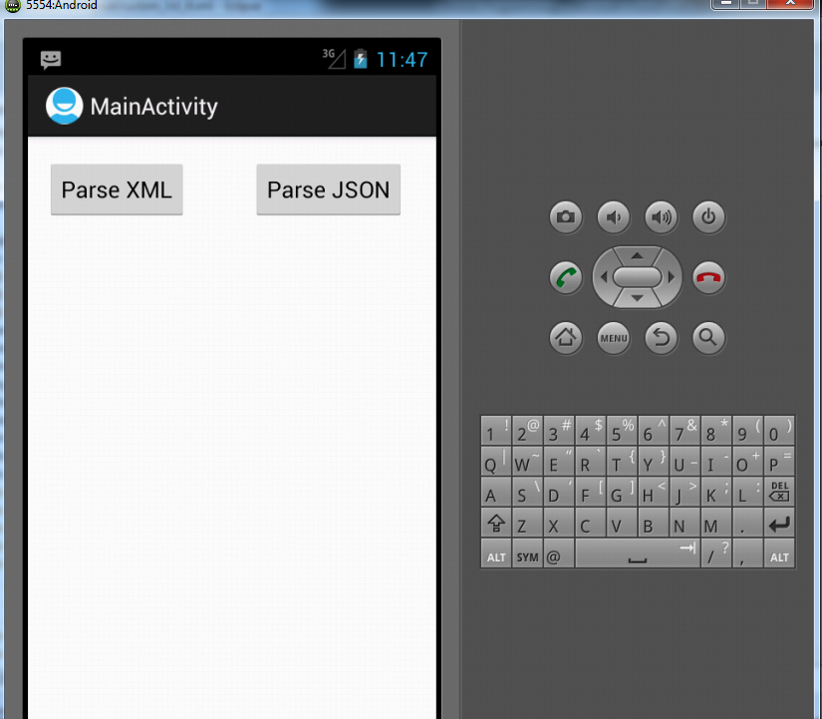 5554:Android
3G 11:47
MainActivity
Parse XML Parse JSON
MENU
1 ! 2 @ 3 # 4 $ 5 % 6 ^ 7 & 8 * 9 ( 0 )
Q | W ~ E " R ` T { Y } U _ I - O + P =
A S \ D ' F [ G ] H < J > K ; L : DEL
Z X C V B N M .
ALT SYM @ / ? , ALT